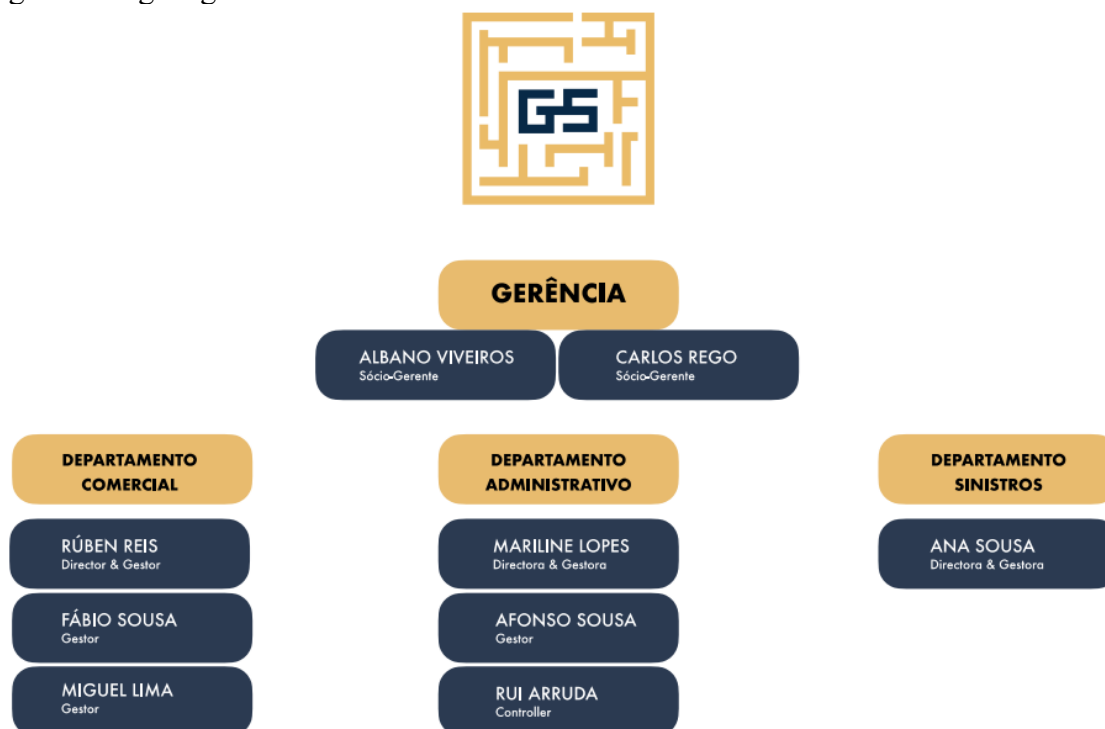 GS
GERÊNCIA
ALBANO VIVEIROS
Sócio-Gerente
CARLOS REGO
Sócio-Gerente
DEPARTAMENTO
COMERCIAL
RÚBEN REIS
Director & Gestor
FÁBIO SOUSA
Gestor
MIGUEL LIMA
Gestor
DEPARTAMENTO
ADMINISTRATIVO
MARILINE LOPES
Directora & Gestora
AFONSO SOUSA
Gestor
RUI ARRUDA
Controller
DEPARTAMENTO
SINISTROS
ANA SOUSA
Directora & Gestora